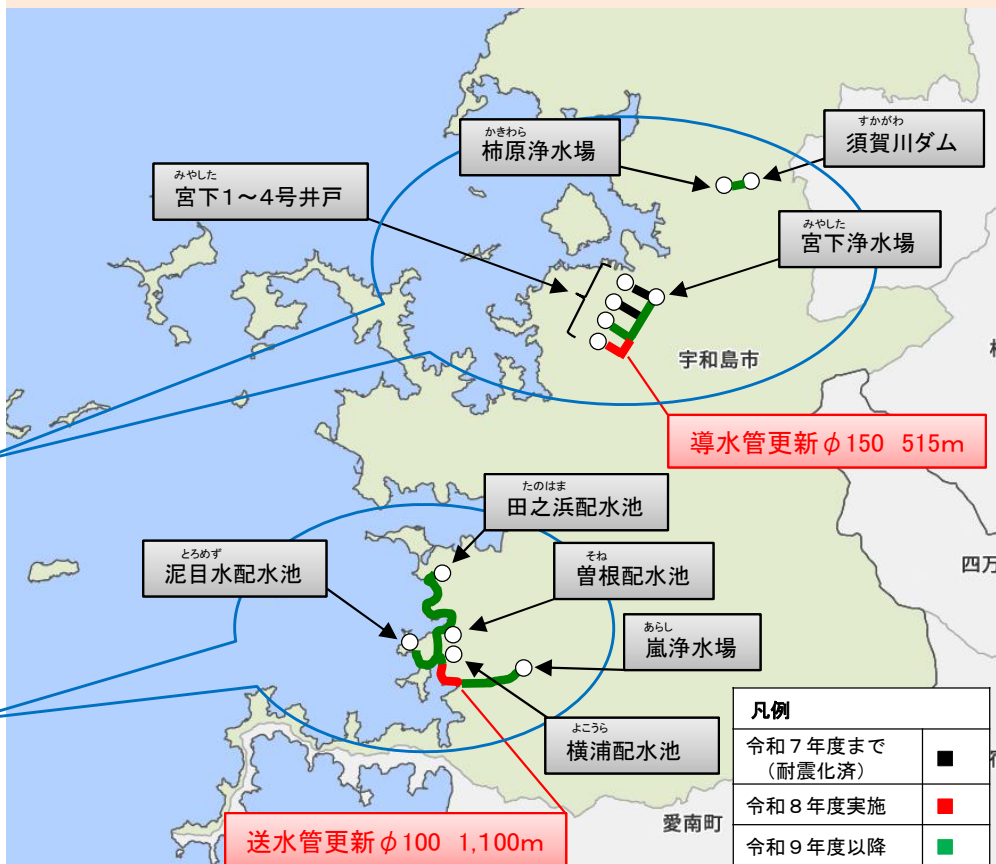 かきわら
柿原浄水場
すかがわ
須賀川ダム
みやした
宮下1～4号井戸
みやした
宮下浄水場
宇和島市
導水管更新φ150 515m
たのはま
田之浜配水池
とろめず
泥目水配水池
そね
曽根配水池
四万
あらし
嵐浄水場
よこうら
横浦配水池
凡例
令和7年度まで
(耐震化済)
令和8年度実施
令和9年度以降
愛南町
送水管更新φ100 1,100m